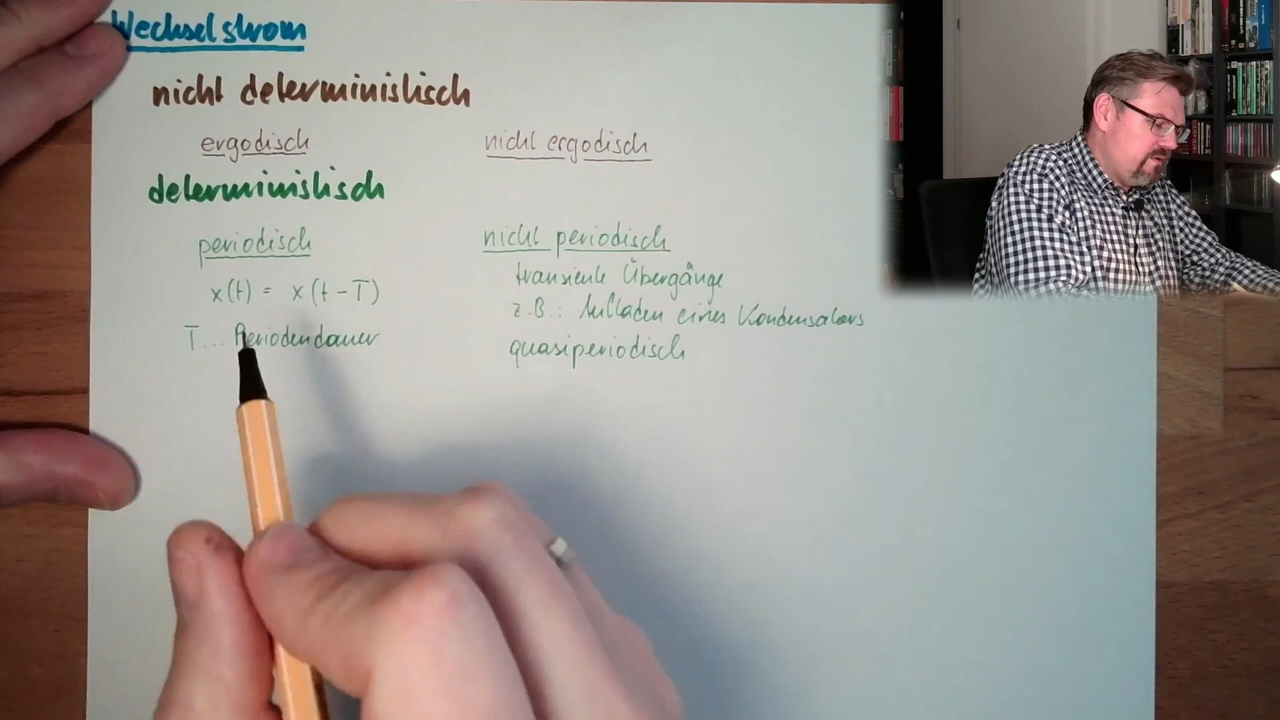 Wechselstrom
nicht deterministisch
ergodisch
nicht ergodisch
deterministisch
periodisch
x(t) = x(t-T)
T... Periodendauer
nicht periodisch
transiente Übergänge
z.B.: Aufladen eines Kondensators
quasiperiodisch